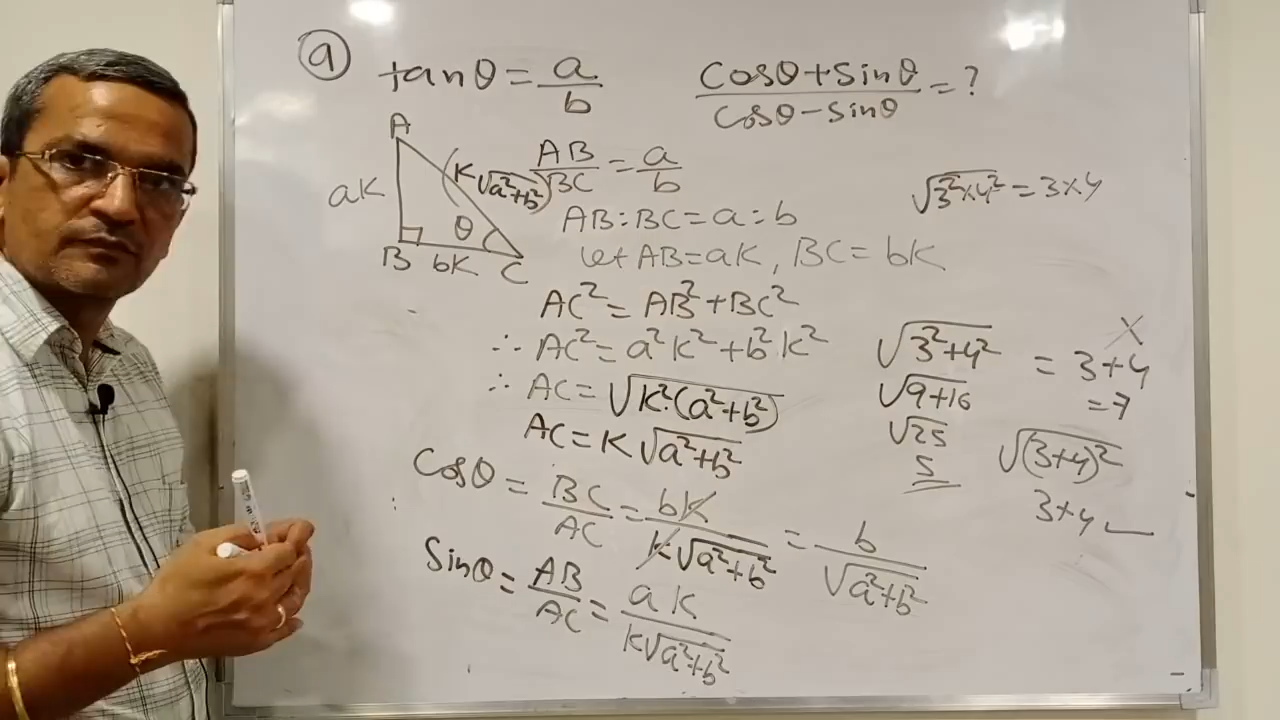 9 tanθ = a/b (cosθ+sinθ)/(cosθ−sinθ) = ?
A
aK
K√(a²+b²)
θ
B bK C
AB/BC = a/b
√(3²×4²) = 3×4
AB:BC = a:b
Let AB = aK, BC = bK
AC² = AB² + BC²
∴ AC² = a²K² + b²K²
∴ AC = √(K².(a²+b²))
AC = K√(a²+b²)
√(3²+4²) = 3+4 X
√(9+16) = 7
√25
5
√(3+4)²
3+4
Cosθ = BC/AC = bK/(K√(a²+b²)) = b/√(a²+b²)
Sinθ = AB/AC = aK/(K√(a²+b²))